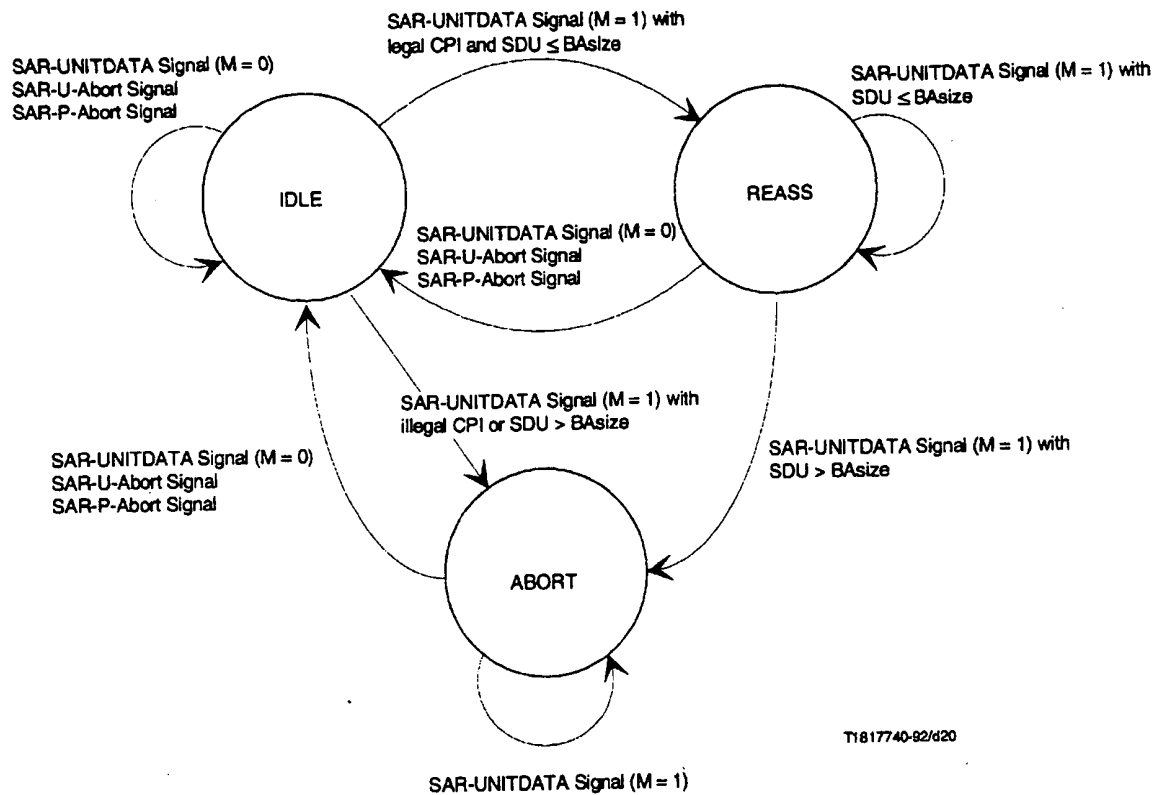 SAR-UNITDATA Signal (M = 1) with
legal CPI and SDU ≤ BAsize
SAR-UNITDATA Signal (M = 0)
SAR-U-Abort Signal
SAR-P-Abort Signal
SAR-UNITDATA Signal (M = 1) with
SDU ≤ BAsize
IDLE
REASS
SAR-UNITDATA Signal (M = 0)
SAR-U-Abort Signal
SAR-P-Abort Signal
SAR-UNITDATA Signal (M = 1) with
illegal CPI or SDU > BAsize
SAR-UNITDATA Signal (M = 1) with
SDU > BAsize
SAR-UNITDATA Signal (M = 0)
SAR-U-Abort Signal
SAR-P-Abort Signal
ABORT
T1817740-92/d20
SAR-UNITDATA Signal (M = 1)